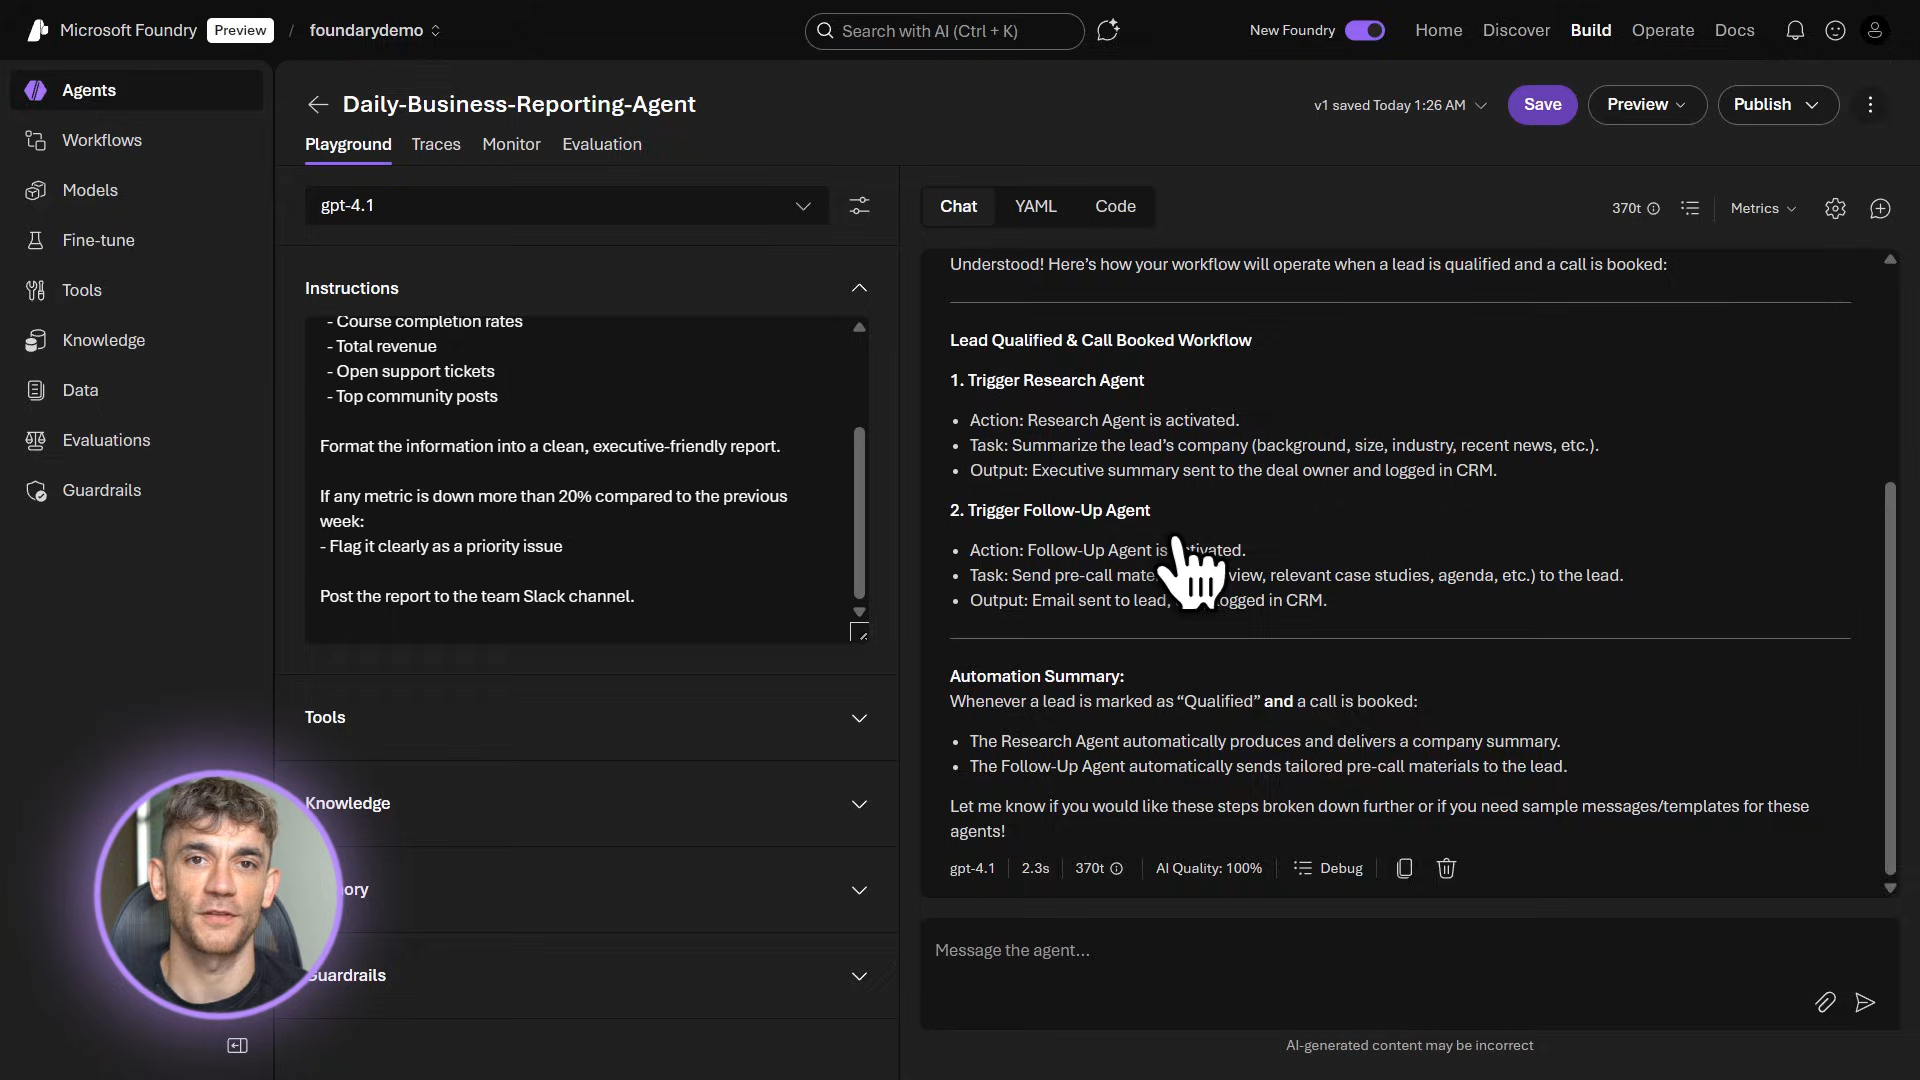 Microsoft Foundry Preview / foundarydemo
Search with AI (Ctrl + K)
New Foundry Home Discover Build Operate Docs
Agents
Workflows
Models
Fine-tune
Tools
Knowledge
Data
Evaluations
Guardrails
Daily-Business-Reporting-Agent
v1 saved Today 1:26 AM Save Preview Publish
Playground Traces Monitor Evaluation
gpt-4.1
Instructions
- Course completion rates
- Total revenue
- Open support tickets
- Top community posts
Format the information into a clean, executive-friendly report.
If any metric is down more than 20% compared to the previous
week:
- Flag it clearly as a priority issue
Post the report to the team Slack channel.
Tools
Knowledge
ory
Guardrails
Chat YAML Code
370t Metrics
Understood! Here's how your workflow will operate when a lead is qualified and a call is booked:
Lead Qualified & Call Booked Workflow
1. Trigger Research Agent
• Action: Research Agent is activated.
• Task: Summarize the lead's company (background, size, industry, recent news, etc.).
• Output: Executive summary sent to the deal owner and logged in CRM.
2. Trigger Follow-Up Agent
• Action: Follow-Up Agent is activated.
• Task: Send pre-call mate view, relevant case studies, agenda, etc.) to the lead.
• Output: Email sent to lead, logged in CRM.
Automation Summary:
Whenever a lead is marked as “Qualified” and a call is booked:
• The Research Agent automatically produces and delivers a company summary.
• The Follow-Up Agent automatically sends tailored pre-call materials to the lead.
Let me know if you would like these steps broken down further or if you need sample messages/templates for these
agents!
gpt-4.1 2.3s 370t AI Quality: 100% Debug
Message the agent...
AI-generated content may be incorrect